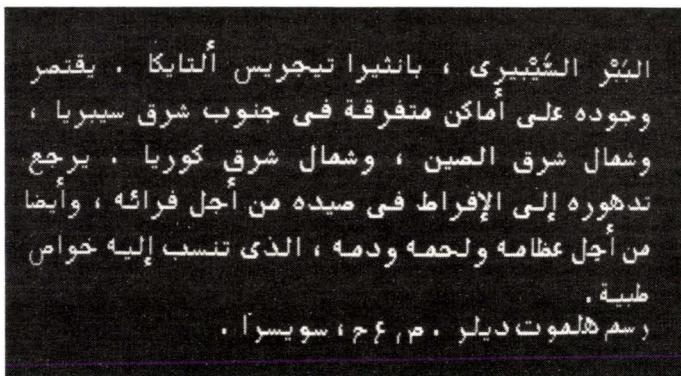 البَبْر السَّيْبيرى ، بانثيرا تيجريس ألتايكا . يقتصر
وجوده على أماكن متفرقة فى جنوب شرق سيبريا ،
وشمال شرق الصين ، وشمال شرق كوريا . يرجع
تدهوره إلى الإفراط فى صيده من أجل فرائه ، وأيضا
من أجل عظامه ولحمه ودمه ، الذى تنسب إليه خواص
طبية .
رسم هلموت ديلر . ص ع ح ، سويسرا .